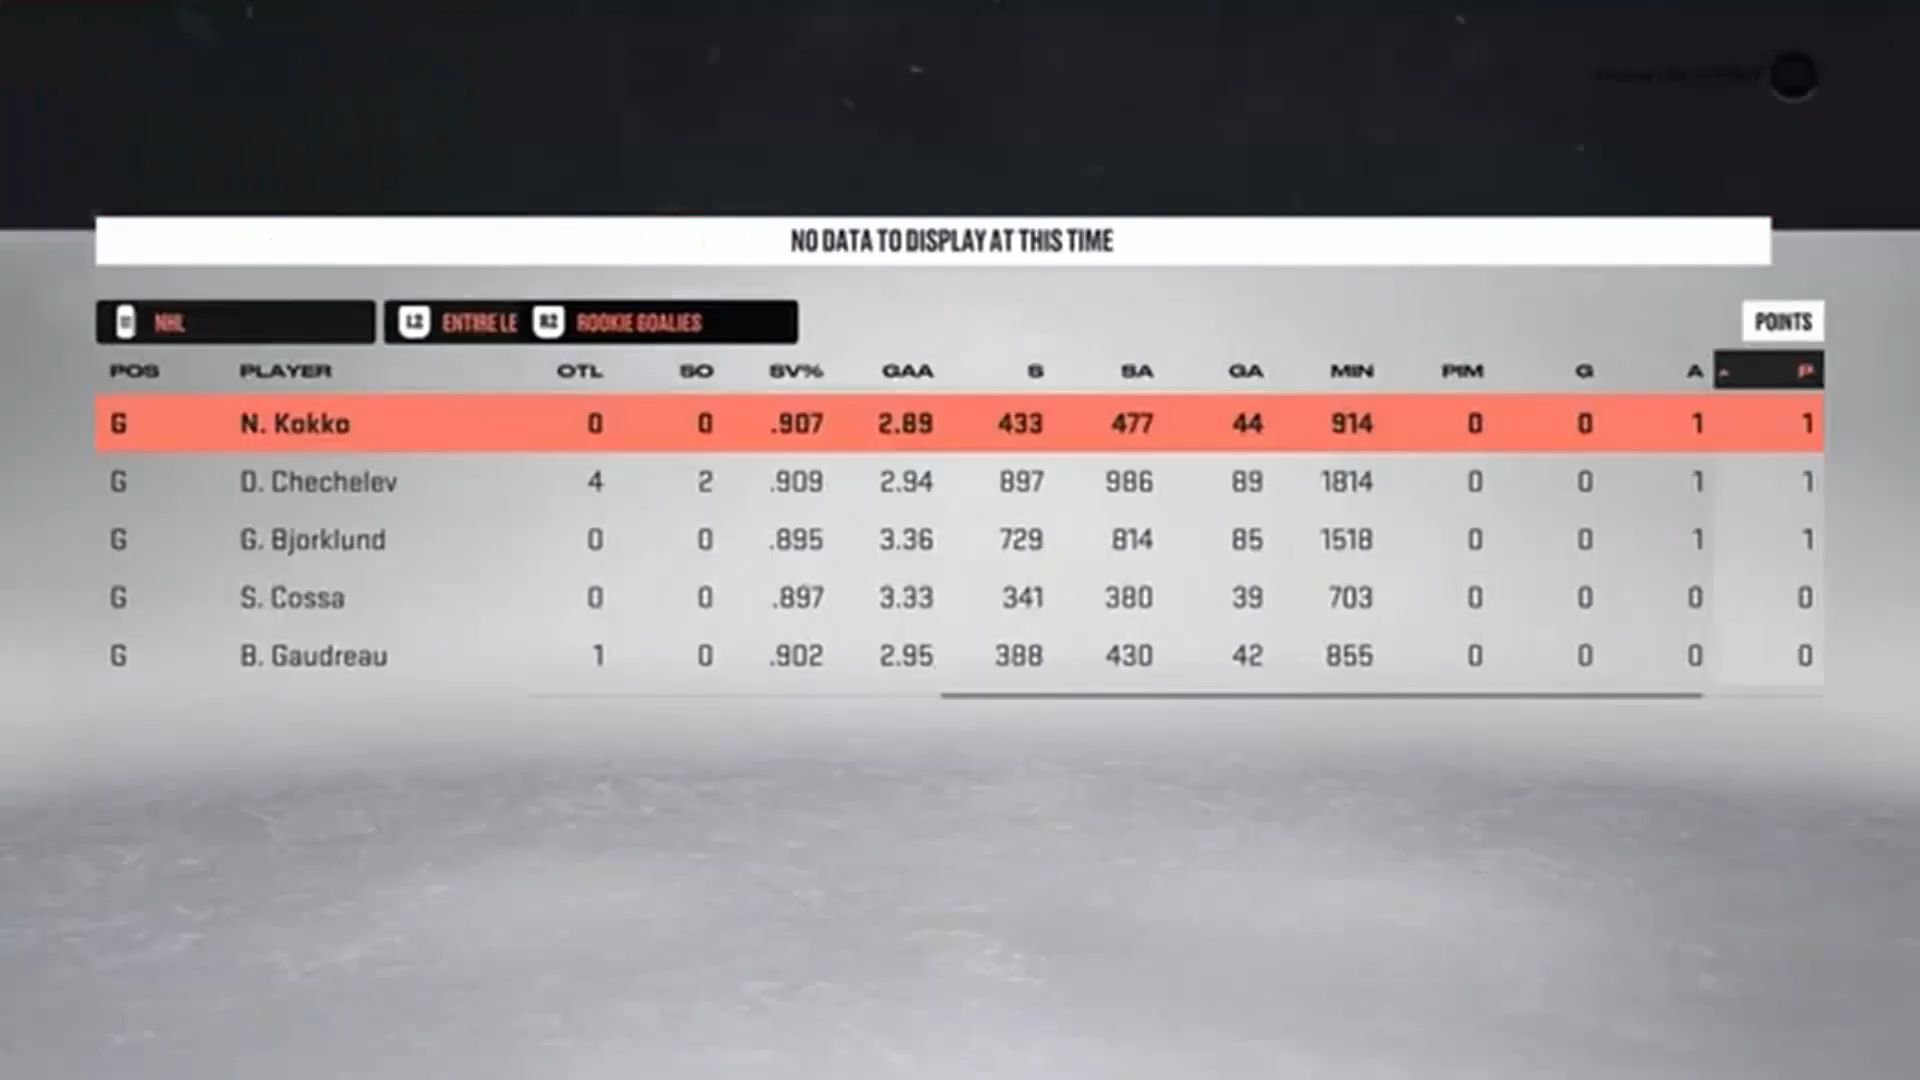 NO DATA TO DISPLAY AT THIS TIME
NHL L2 ENTIRE LE R2 ROOKIE GOALIES POINTS
POS PLAYER OTL SO SV% GAA S SA GA MIN PIM G A P
G N. Kokko 0 0 .907 2.89 433 477 44 914 0 0 1 1
G D. Chechelev 4 2 .909 2.94 897 986 89 1814 0 0 1 1
G G. Bjorklund 0 0 .895 3.36 729 814 85 1518 0 0 1 1
G S. Cossa 0 0 .897 3.33 341 380 39 703 0 0 0 0
G B. Gaudreau 1 0 .902 2.95 388 430 42 855 0 0 0 0